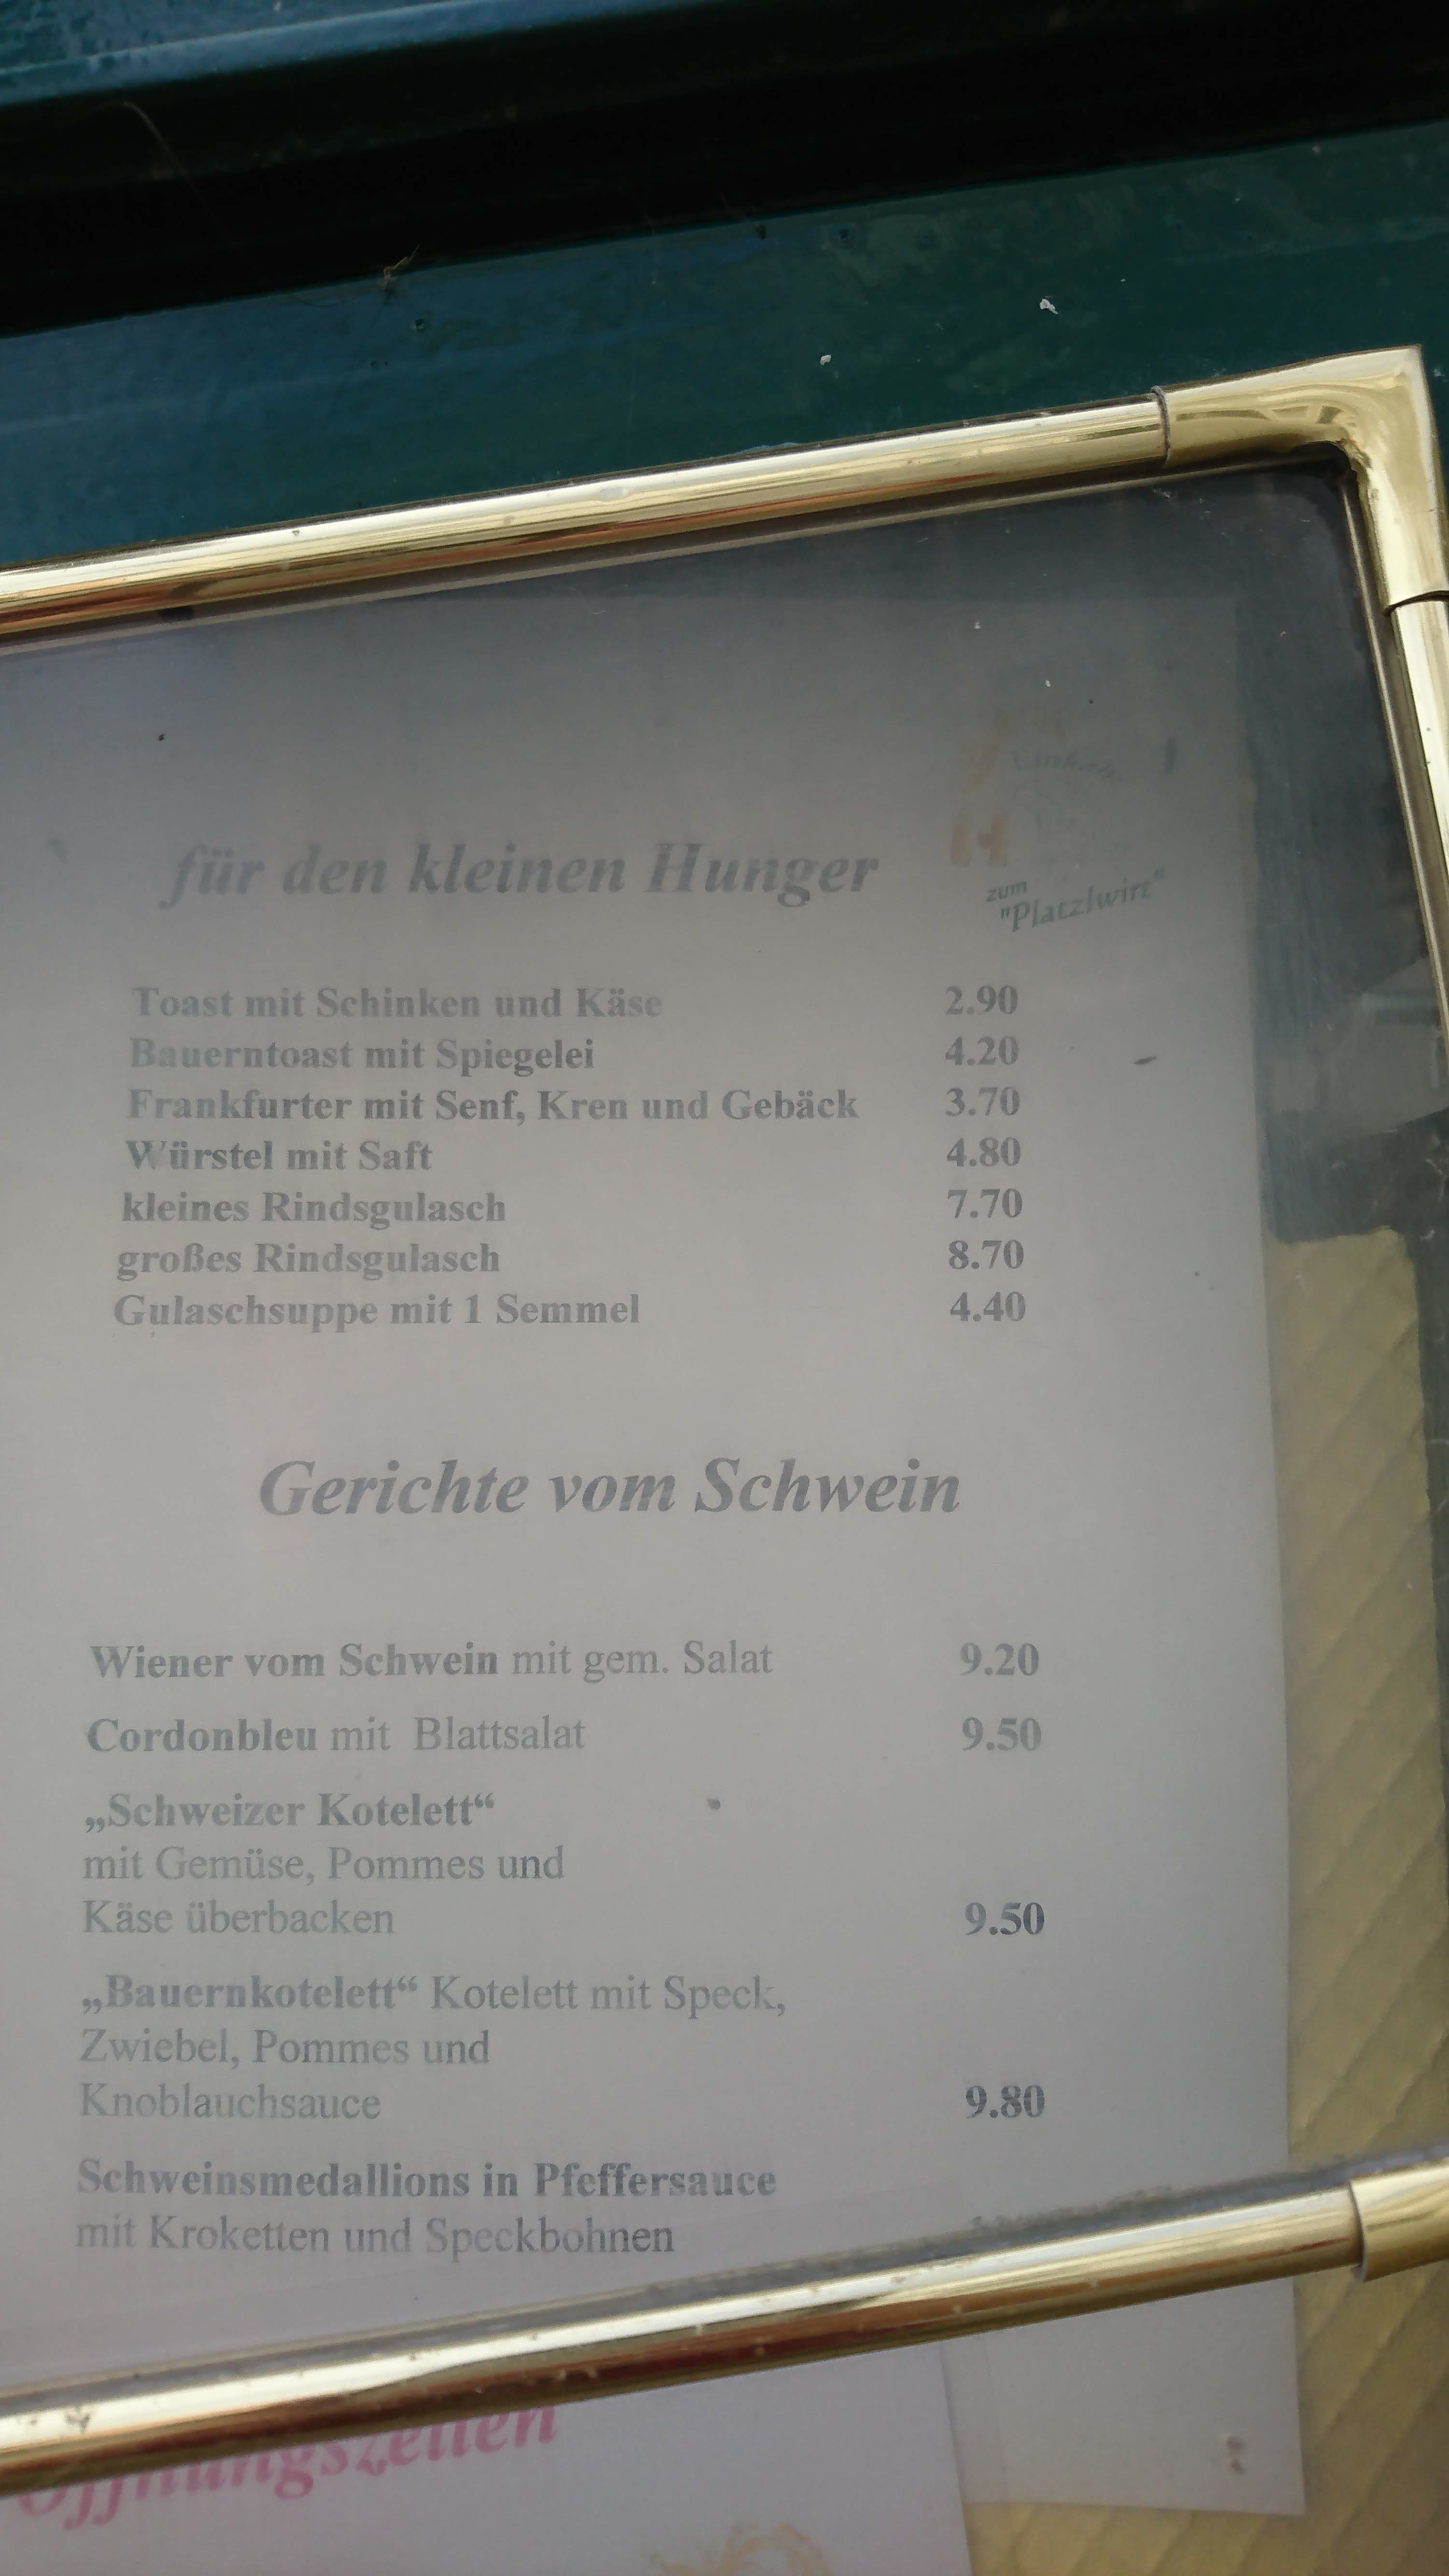 für den kleinen Hunger
zum
"Platzlwirt"
Toast mit Schinken und Käse 2.90
Bauerntoast mit Spiegelei 4.20
Frankfurter mit Senf, Kren und Gebäck 3.70
Würstel mit Saft 4.80
kleines Rindsgulasch 7.70
großes Rindsgulasch 8.70
Gulaschsuppe mit 1 Semmel 4.40
Gerichte vom Schwein
Wiener vom Schwein mit gem. Salat 9.20
Cordonbleu mit Blattsalat 9.50
„Schweizer Kotelett“
mit Gemüse, Pommes und
Käse überbacken 9.50
„Bauernkotelett“ Kotelett mit Speck,
Zwiebel, Pommes und
Knoblauchsauce 9.80
Schweinsmedallions in Pfeffersauce
mit Kroketten und Speckbohnen
Öffnungszeiten